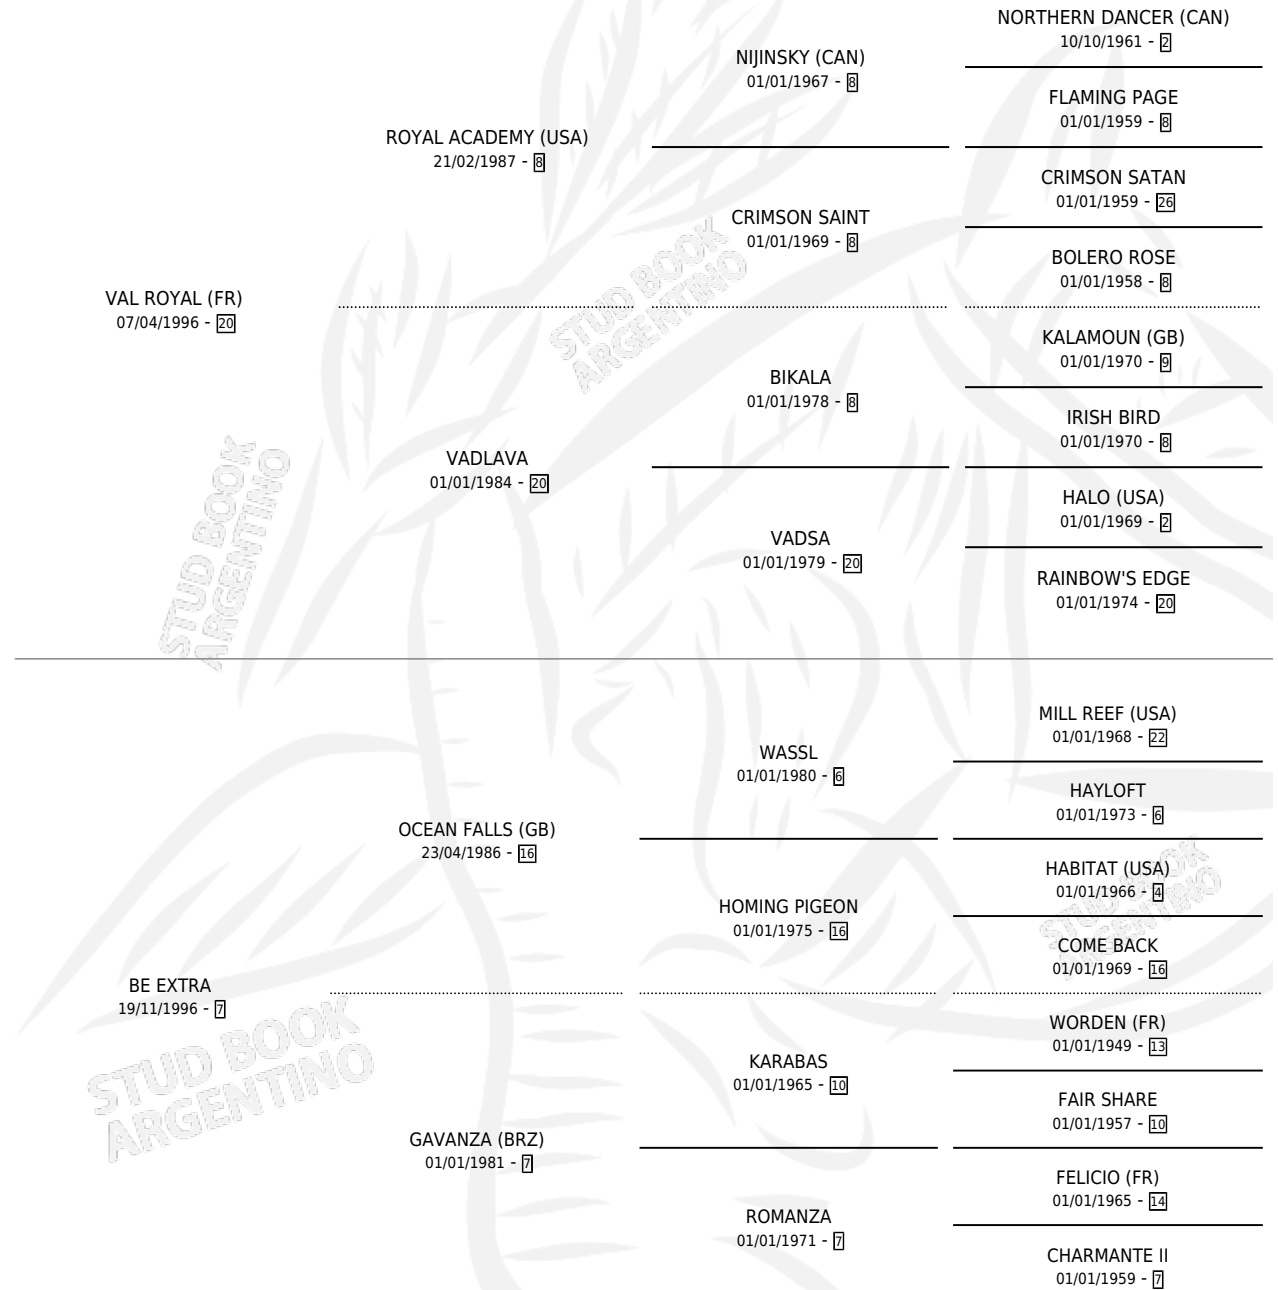 NORTHERN DANCER (CAN)
10/10/1961 - 2
NIJINSKY (CAN)
01/01/1967 - 8
FLAMING PAGE
01/01/1959 - 8
ROYAL ACADEMY (USA)
21/02/1987 - 8
CRIMSON SATAN
01/01/1959 - 26
CRIMSON SAINT
01/01/1969 - 8
BOLERO ROSE
01/01/1958 - 8
VAL ROYAL (FR)
07/04/1996 - 20
KALAMOUN (GB)
01/01/1970 - 9
BIKALA
01/01/1978 - 8
IRISH BIRD
01/01/1970 - 8
VADLAVA
01/01/1984 - 20
HALO (USA)
01/01/1969 - 2
VADSA
01/01/1979 - 20
RAINBOW'S EDGE
01/01/1974 - 20
MILL REEF (USA)
01/01/1968 - 22
WASSL
01/01/1980 - 6
HAYLOFT
01/01/1973 - 6
OCEAN FALLS (GB)
23/04/1986 - 16
HABITAT (USA)
01/01/1966 - 4
HOMING PIGEON
01/01/1975 - 16
COME BACK
01/01/1969 - 16
BE EXTRA
19/11/1996 - 7
WORDEN (FR)
01/01/1949 - 13
KARABAS
01/01/1965 - 10
FAIR SHARE
01/01/1957 - 10
GAVANZA (BRZ)
01/01/1981 - 7
FELICIO (FR)
01/01/1965 - 14
ROMANZA
01/01/1971 - 7
CHARMANTE II
01/01/1959 - 7
STUD BOOK
ARGENTINO
STUD BOOK
ARGENTINO
STUD BOOK
ARGENTINO
STUD BOOK
ARGENTINO